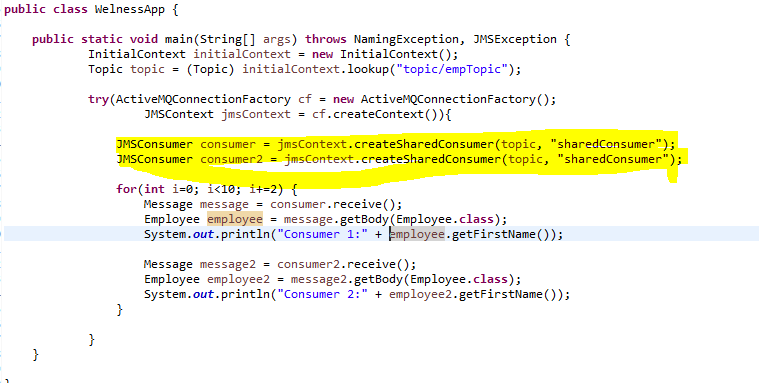 public class WelnessApp {
public static void main(String[] args) throws NamingException, JMSException {
InitialContext initialContext = new InitialContext();
Topic topic = (Topic) initialContext.lookup("topic/empTopic");
try(ActiveMQConnectionFactory cf = new ActiveMQConnectionFactory();
JMSContext jmsContext = cf.createContext()){
JMSConsumer consumer = jmsContext.createSharedConsumer(topic, "sharedConsumer");
JMSConsumer consumer2 = jmsContext.createSharedConsumer(topic, "sharedConsumer");
for(int i=0; i<10; i+=2) {
Message message = consumer.receive();
Employee employee = message.getBody(Employee.class);
System.out.println("Consumer 1:" + employee.getFirstName());
Message message2 = consumer2.receive();
Employee employee2 = message2.getBody(Employee.class);
System.out.println("Consumer 2:" + employee2.getFirstName());
}
}
}
}